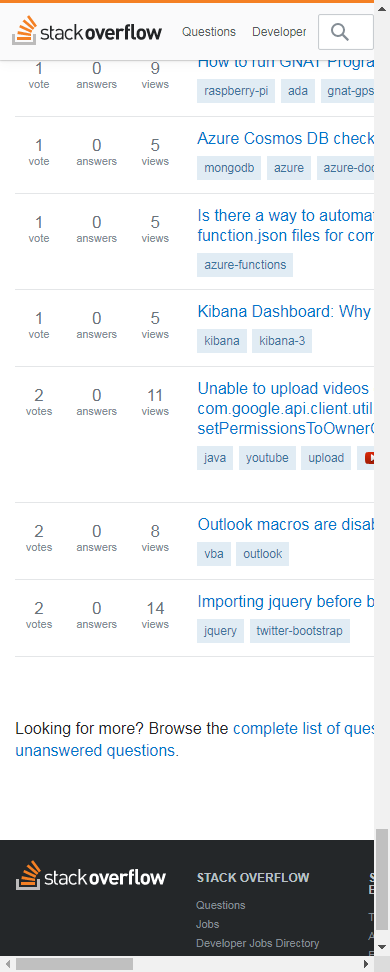 stackoverflow Questions Developer
1 0 9 How to run GNAT Progra
vote answers views
raspberry-pi ada gnat-gps
1 0 5 Azure Cosmos DB check
vote answers views
mongodb azure azure-doc
1 0 5 Is there a way to automat
vote answers views function.json files for com
azure-functions
1 0 5 Kibana Dashboard: Why
vote answers views
kibana kibana-3
2 0 11 Unable to upload videos
votes answers views com.google.api.client.util
setPermissionsToOwnerO
java youtube upload
2 0 8 Outlook macros are disab
votes answers views
vba outlook
2 0 14 Importing jquery before b
votes answers views
jquery twitter-bootstrap
Looking for more? Browse the complete list of ques
unanswered questions.
stackoverflow STACK OVERFLOW
Questions
Jobs
Developer Jobs Directory